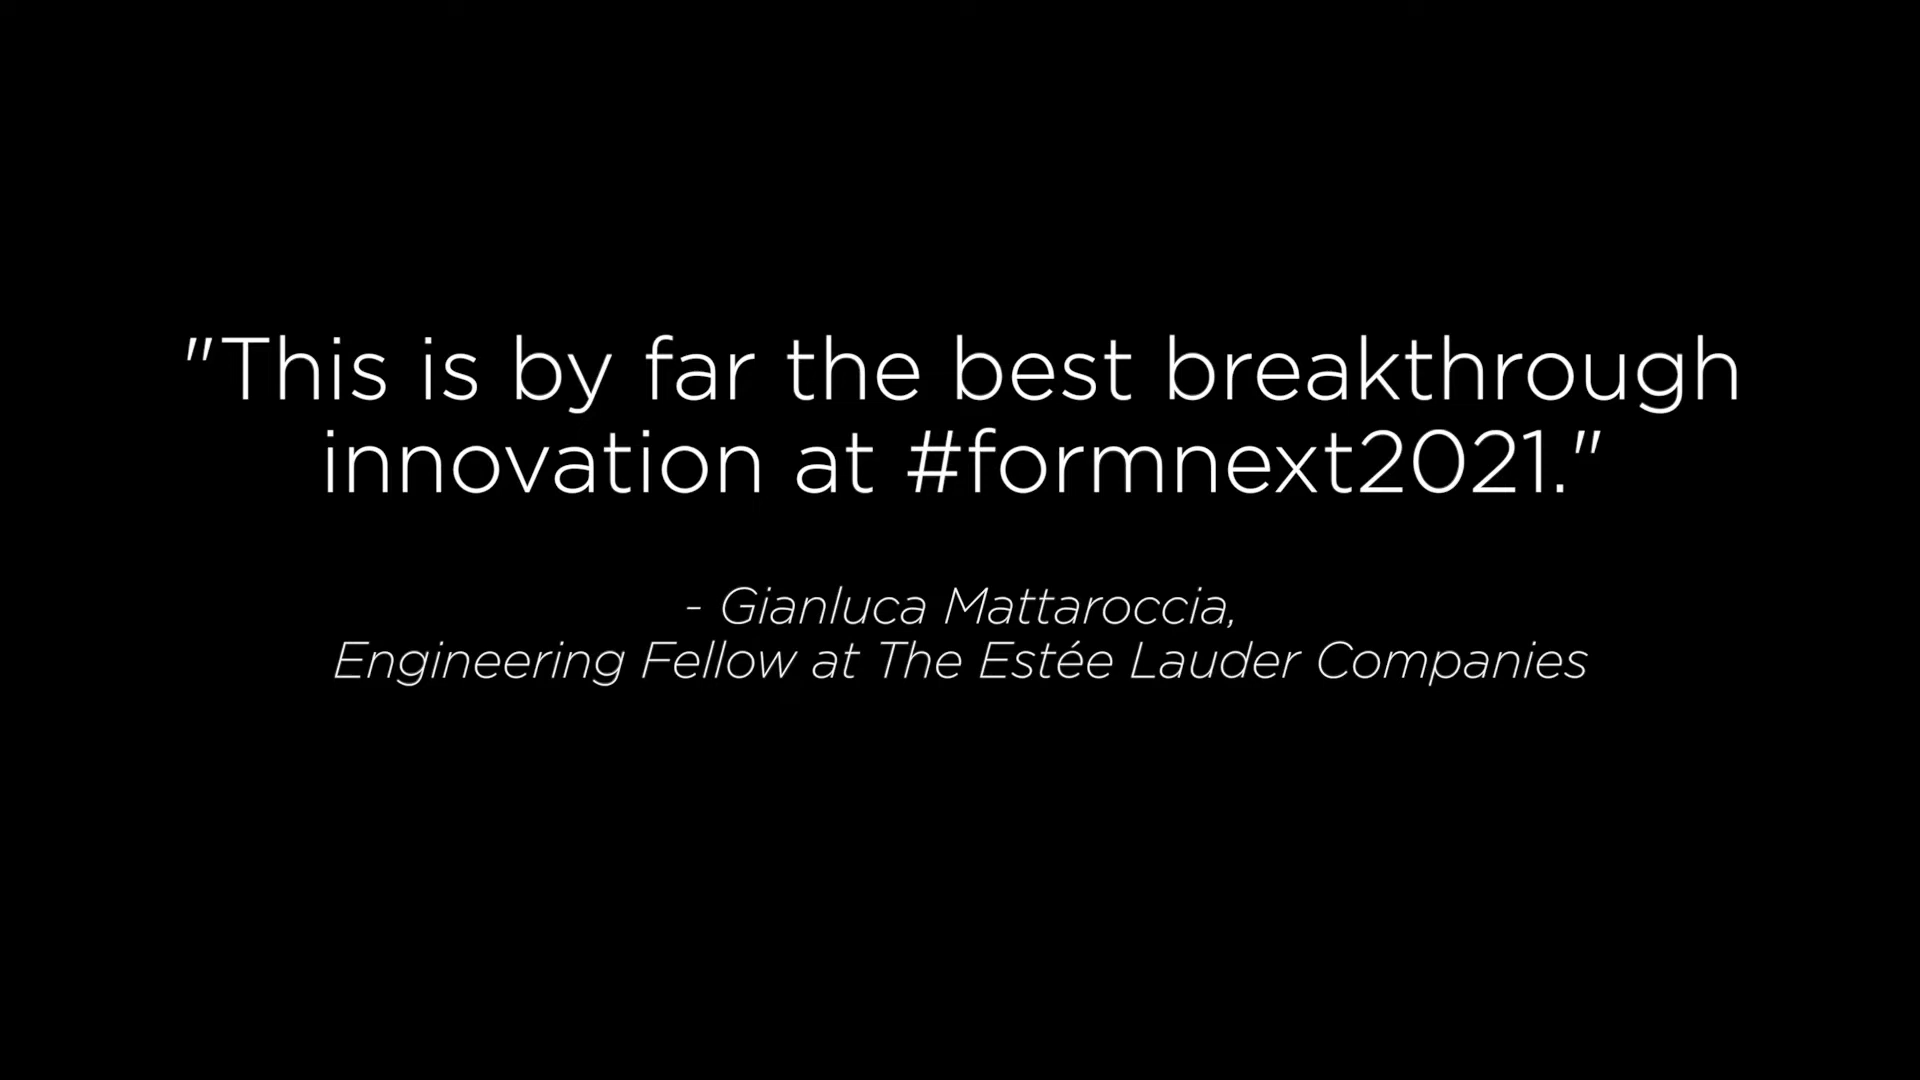 "This is by far the best breakthrough
innovation at #formnext2021."
- Gianluca Mattaroccia,
Engineering Fellow at The Estée Lauder Companies